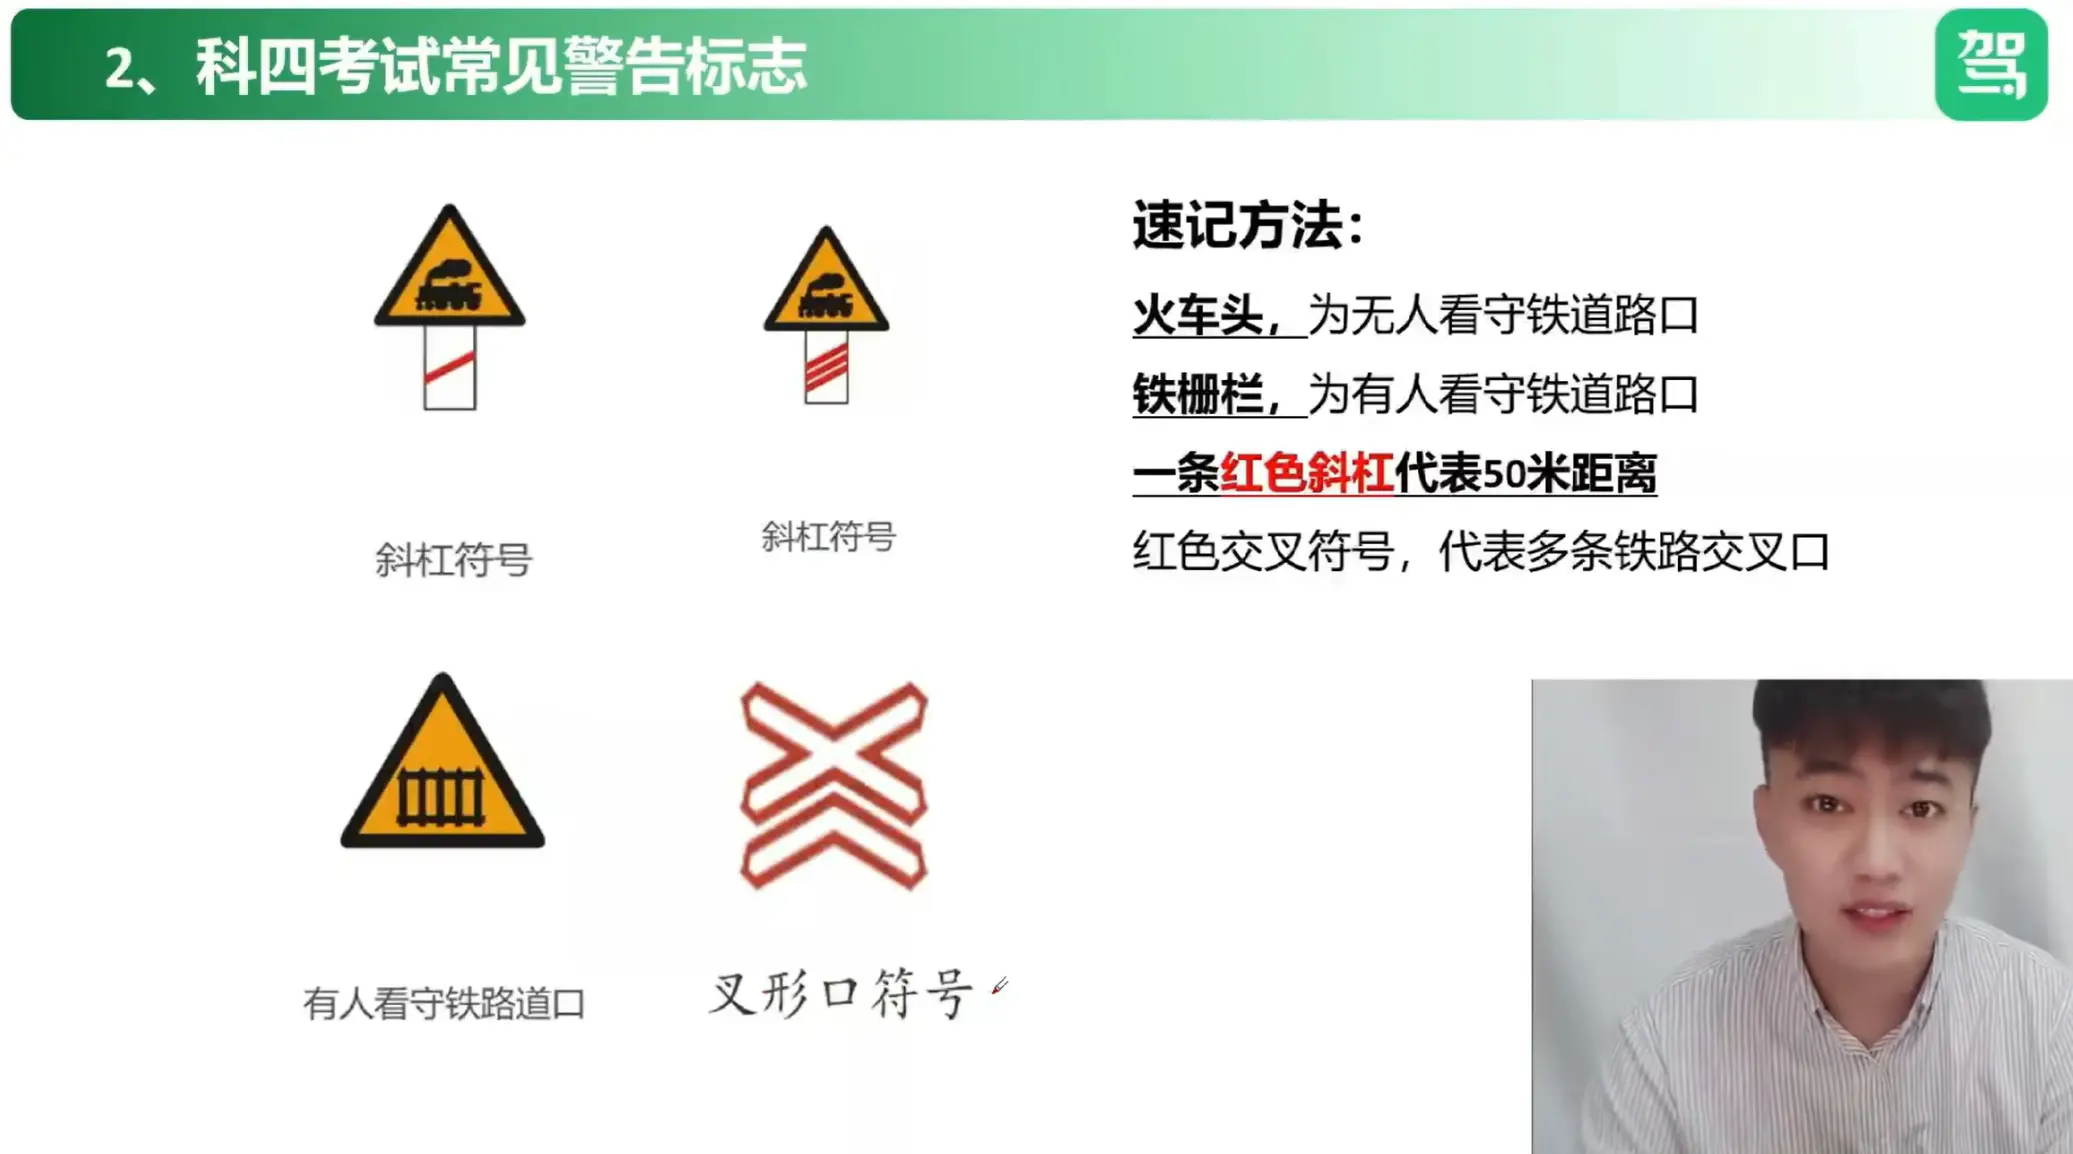 2、科四考试常见警告标志
驾
速记方法：
火车头，为无人看守铁道路口
铁栅栏，为有人看守铁道路口
一条红色斜杠代表50米距离
红色交叉符号，代表多条铁路交叉口
斜杠符号
斜杠符号
有人看守铁路道口
叉形口符号